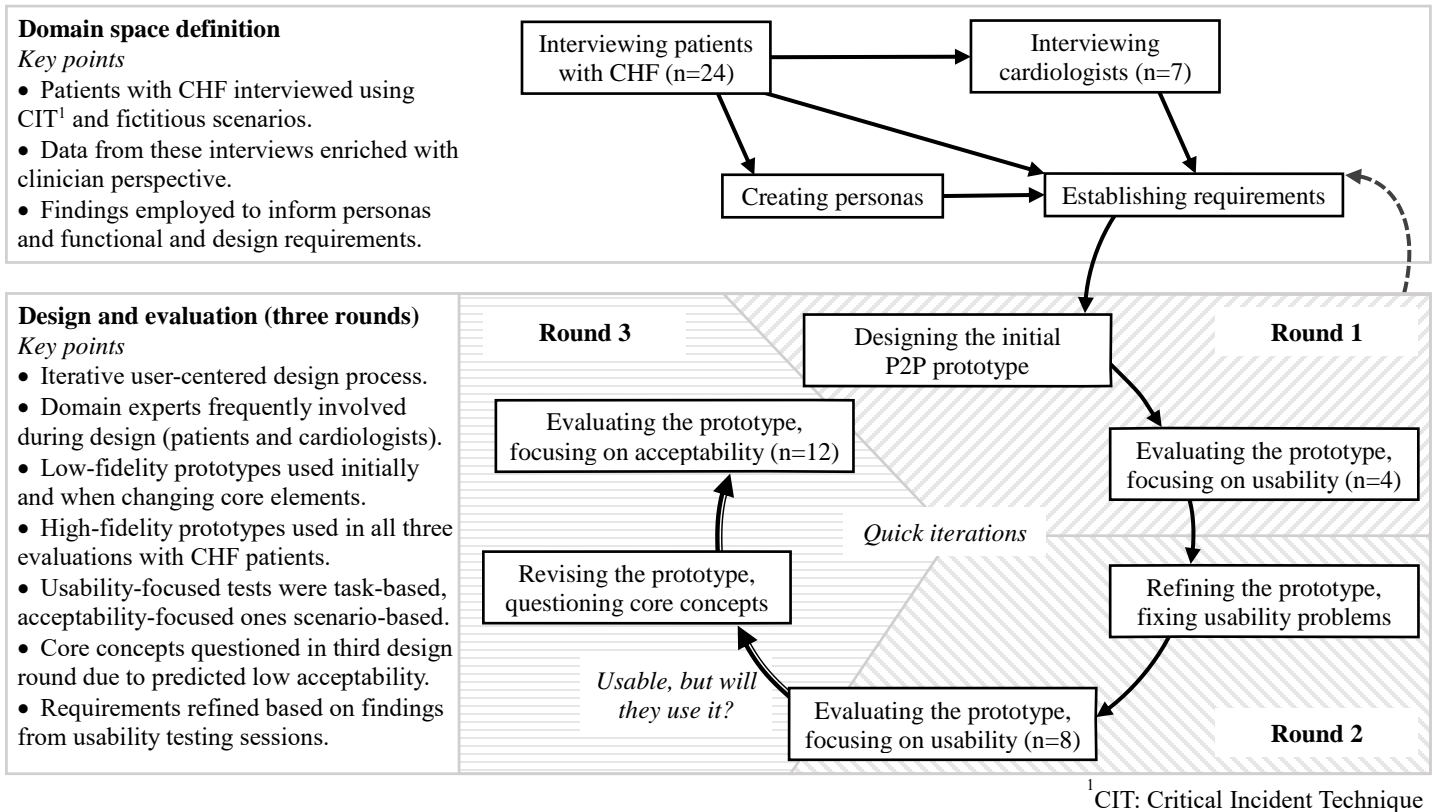 Domain space definition
Key points
• Patients with CHF interviewed using
CIT¹ and fictitious scenarios.
• Data from these interviews enriched with
clinician perspective.
• Findings employed to inform personas
and functional and design requirements.
Interviewing patients
with CHF (n=24)
Interviewing
cardiologists (n=7)
Creating personas
Establishing requirements
Design and evaluation (three rounds)
Key points
• Iterative user-centered design process.
• Domain experts frequently involved
during design (patients and cardiologists).
• Low-fidelity prototypes used initially
and when changing core elements.
• High-fidelity prototypes used in all three
evaluations with CHF patients.
• Usability-focused tests were task-based,
acceptability-focused ones scenario-based.
• Core concepts questioned in third design
round due to predicted low acceptability.
• Requirements refined based on findings
from usability testing sessions.
Round 3
Designing the initial
P2P prototype
Round 1
Evaluating the prototype,
focusing on acceptability (n=12)
Evaluating the prototype,
focusing on usability (n=4)
Quick iterations
Revising the prototype,
questioning core concepts
Refining the prototype,
fixing usability problems
Usable, but will
they use it?
Evaluating the prototype,
focusing on usability (n=8)
Round 2
¹CIT: Critical Incident Technique